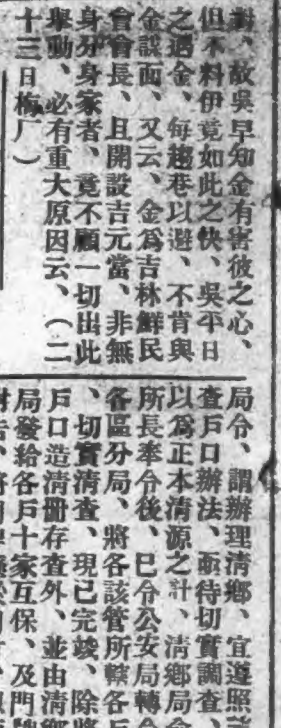 對、故吳早知金有害彼之心、
但不料伊竟如此之快、吳平日
之遇金、每趨巷以避、不肯與
金謀面、又云、金爲吉林鮮民
會會長、且開設吉元當、非無
身分身家者、竟不顧一切出此
舉動、必有重大原因云、（二
十三日梅厂）
局令、謂辦理清鄉、宜遵照
查戶口辦法、亟待切實調查、
以爲正本清源之計、清鄉局
所長奉令後、已令公安局轉
各區分局、將各該管所轄各
、切實清查、現已完竣、除將
戶口造清冊存查外、並由清鄉
局發給各戶十家互保、及門